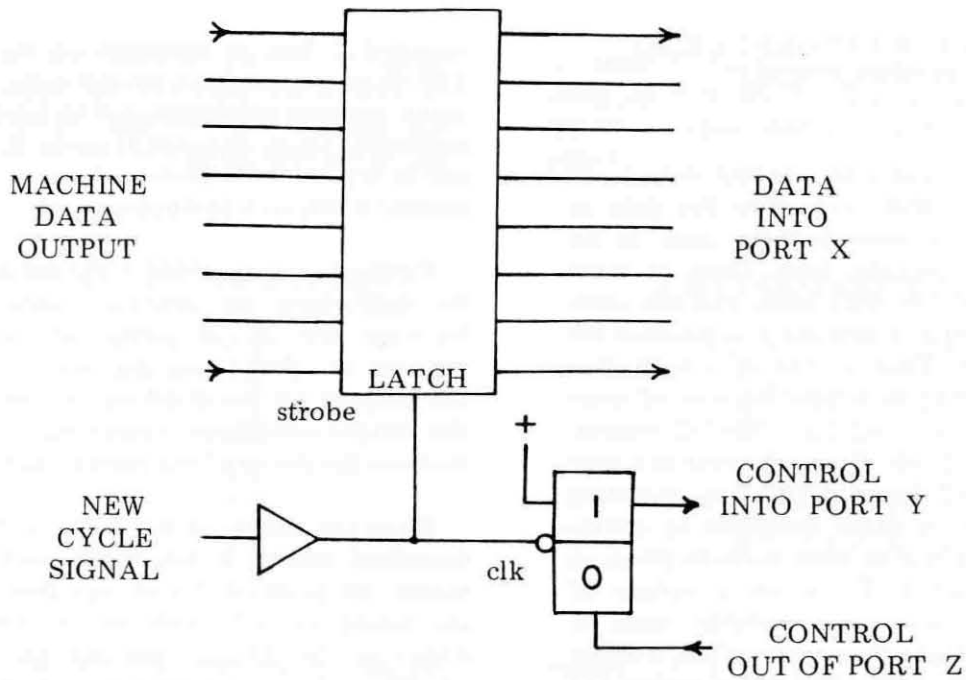 MACHINE
DATA
OUTPUT
DATA
INTO
PORT X
LATCH
strobe
+
NEW
CYCLE
SIGNAL
clk
1
0
CONTROL
INTO PORT Y
CONTROL
OUT OF PORT Z